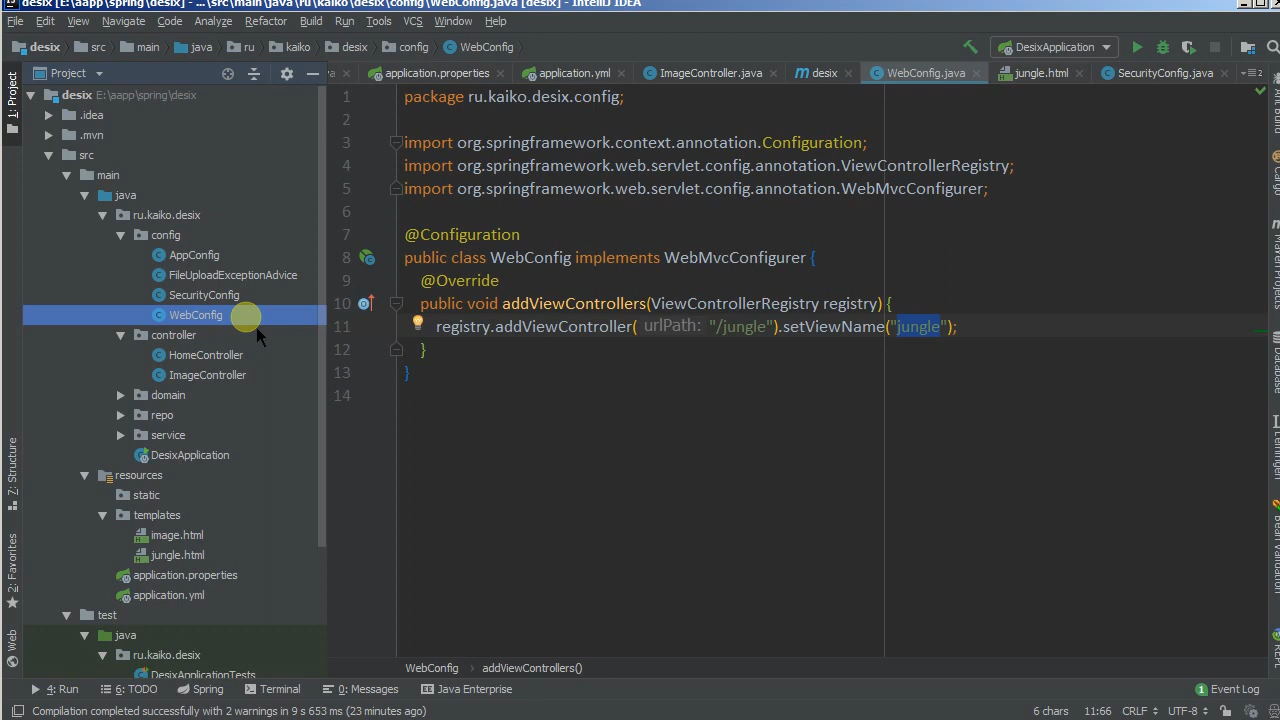 desix [E:\aapp\spring\desix] - ...\src\main\java\ru\kaiko\desix\config\WebConfig.java [desix] - IntelliJ IDEA
File Edit View Navigate Code Analyze Refactor Build Run Tools VCS Window Help
desix src main java ru kaiko desix config WebConfig DesixApplication
Project application.properties application.yml ImageController.java desix WebConfig.java jungle.html SecurityConfig.java
1: Project
desix E:\aapp\spring\desix
.idea
.mvn
src
main
java
ru.kaiko.desix
config
AppConfig
FileUploadExceptionAdvice
SecurityConfig
WebConfig
controller
HomeController
ImageController
domain
repo
service
DesixApplication
resources
static
templates
image.html
jungle.html
application.properties
application.yml
test
java
ru.kaiko.desix
DesixApplicationTests
Z: Structure
2: Favorites
Web
1 package ru.kaiko.desix.config;
2
3 import org.springframework.context.annotation.Configuration;
4 import org.springframework.web.servlet.config.annotation.ViewControllerRegistry;
5 import org.springframework.web.servlet.config.annotation.WebMvcConfigurer;
6
7 @Configuration
8 public class WebConfig implements WebMvcConfigurer {
9 @Override
10 public void addViewControllers(ViewControllerRegistry registry) {
11 registry.addViewController( urlPath: "/jungle").setViewName("jungle");
12 }
13 }
14
Database
WebConfig addViewControllers()
4: Run 6: TODO Spring Terminal 0: Messages Java Enterprise 1 Event Log
Compilation completed successfully with 2 warnings in 9 s 653 ms (23 minutes ago) 6 chars 11:66 CRLF UTF-8